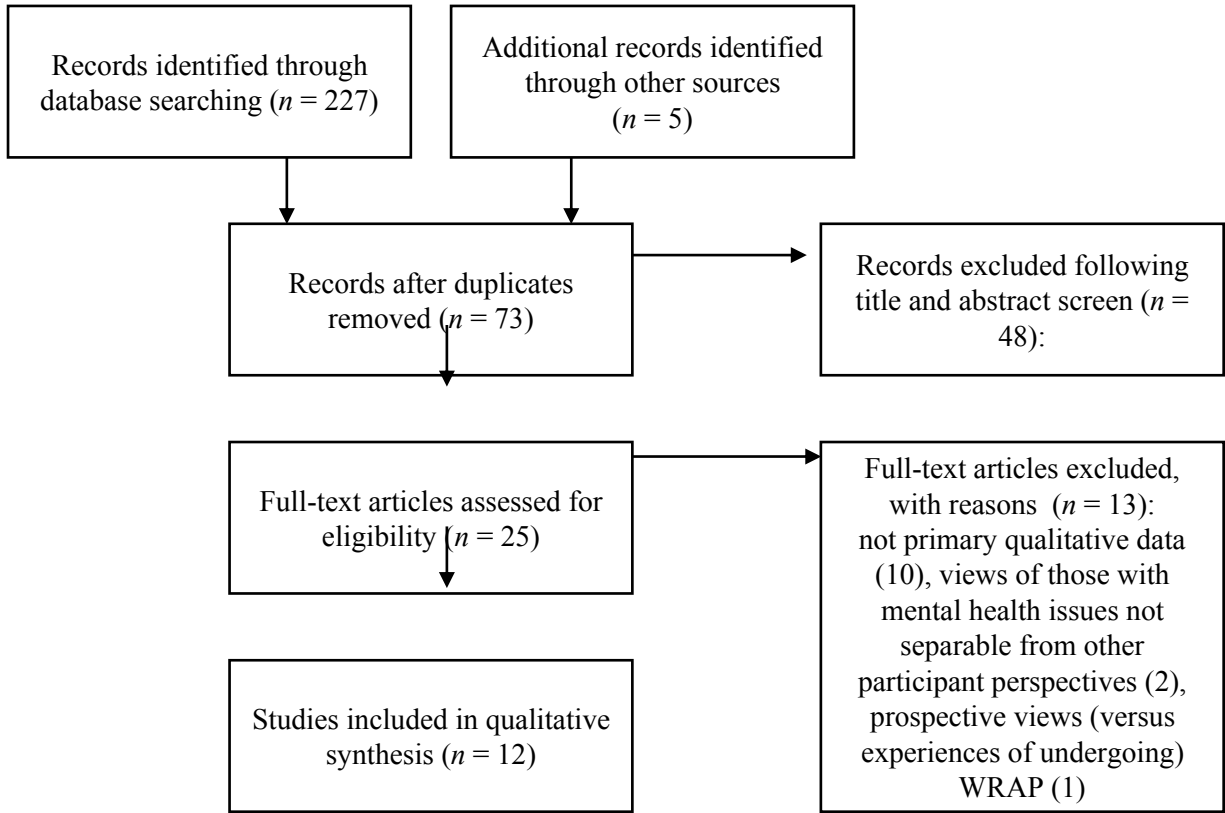 Records identified through
database searching (n = 227)
Additional records identified
through other sources
(n = 5)
Records after duplicates
removed (n = 73)
Records excluded following
title and abstract screen (n =
48):
Full-text articles assessed for
eligibility (n = 25)
Full-text articles excluded,
with reasons  (n = 13):
not primary qualitative data
(10), views of those with
mental health issues not
separable from other
participant perspectives (2),
prospective views (versus
experiences of undergoing)
WRAP (1)
Studies included in qualitative
synthesis (n = 12)